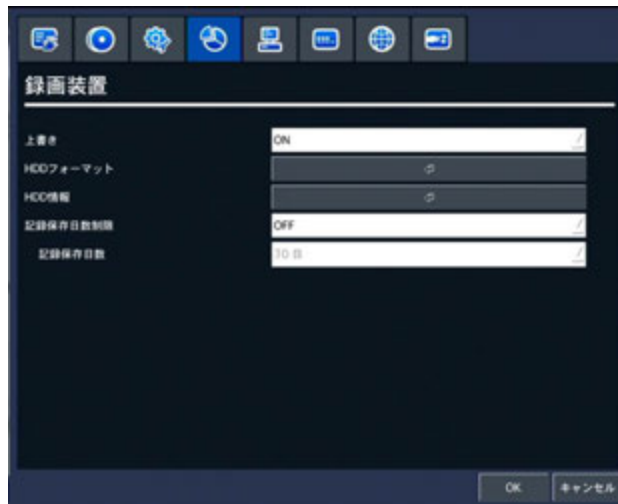 録画装置
上書き ON
HDDフォーマット
HDD情報
記録保存日数制限 OFF
記録保存日数 30 日
OK キャンセル